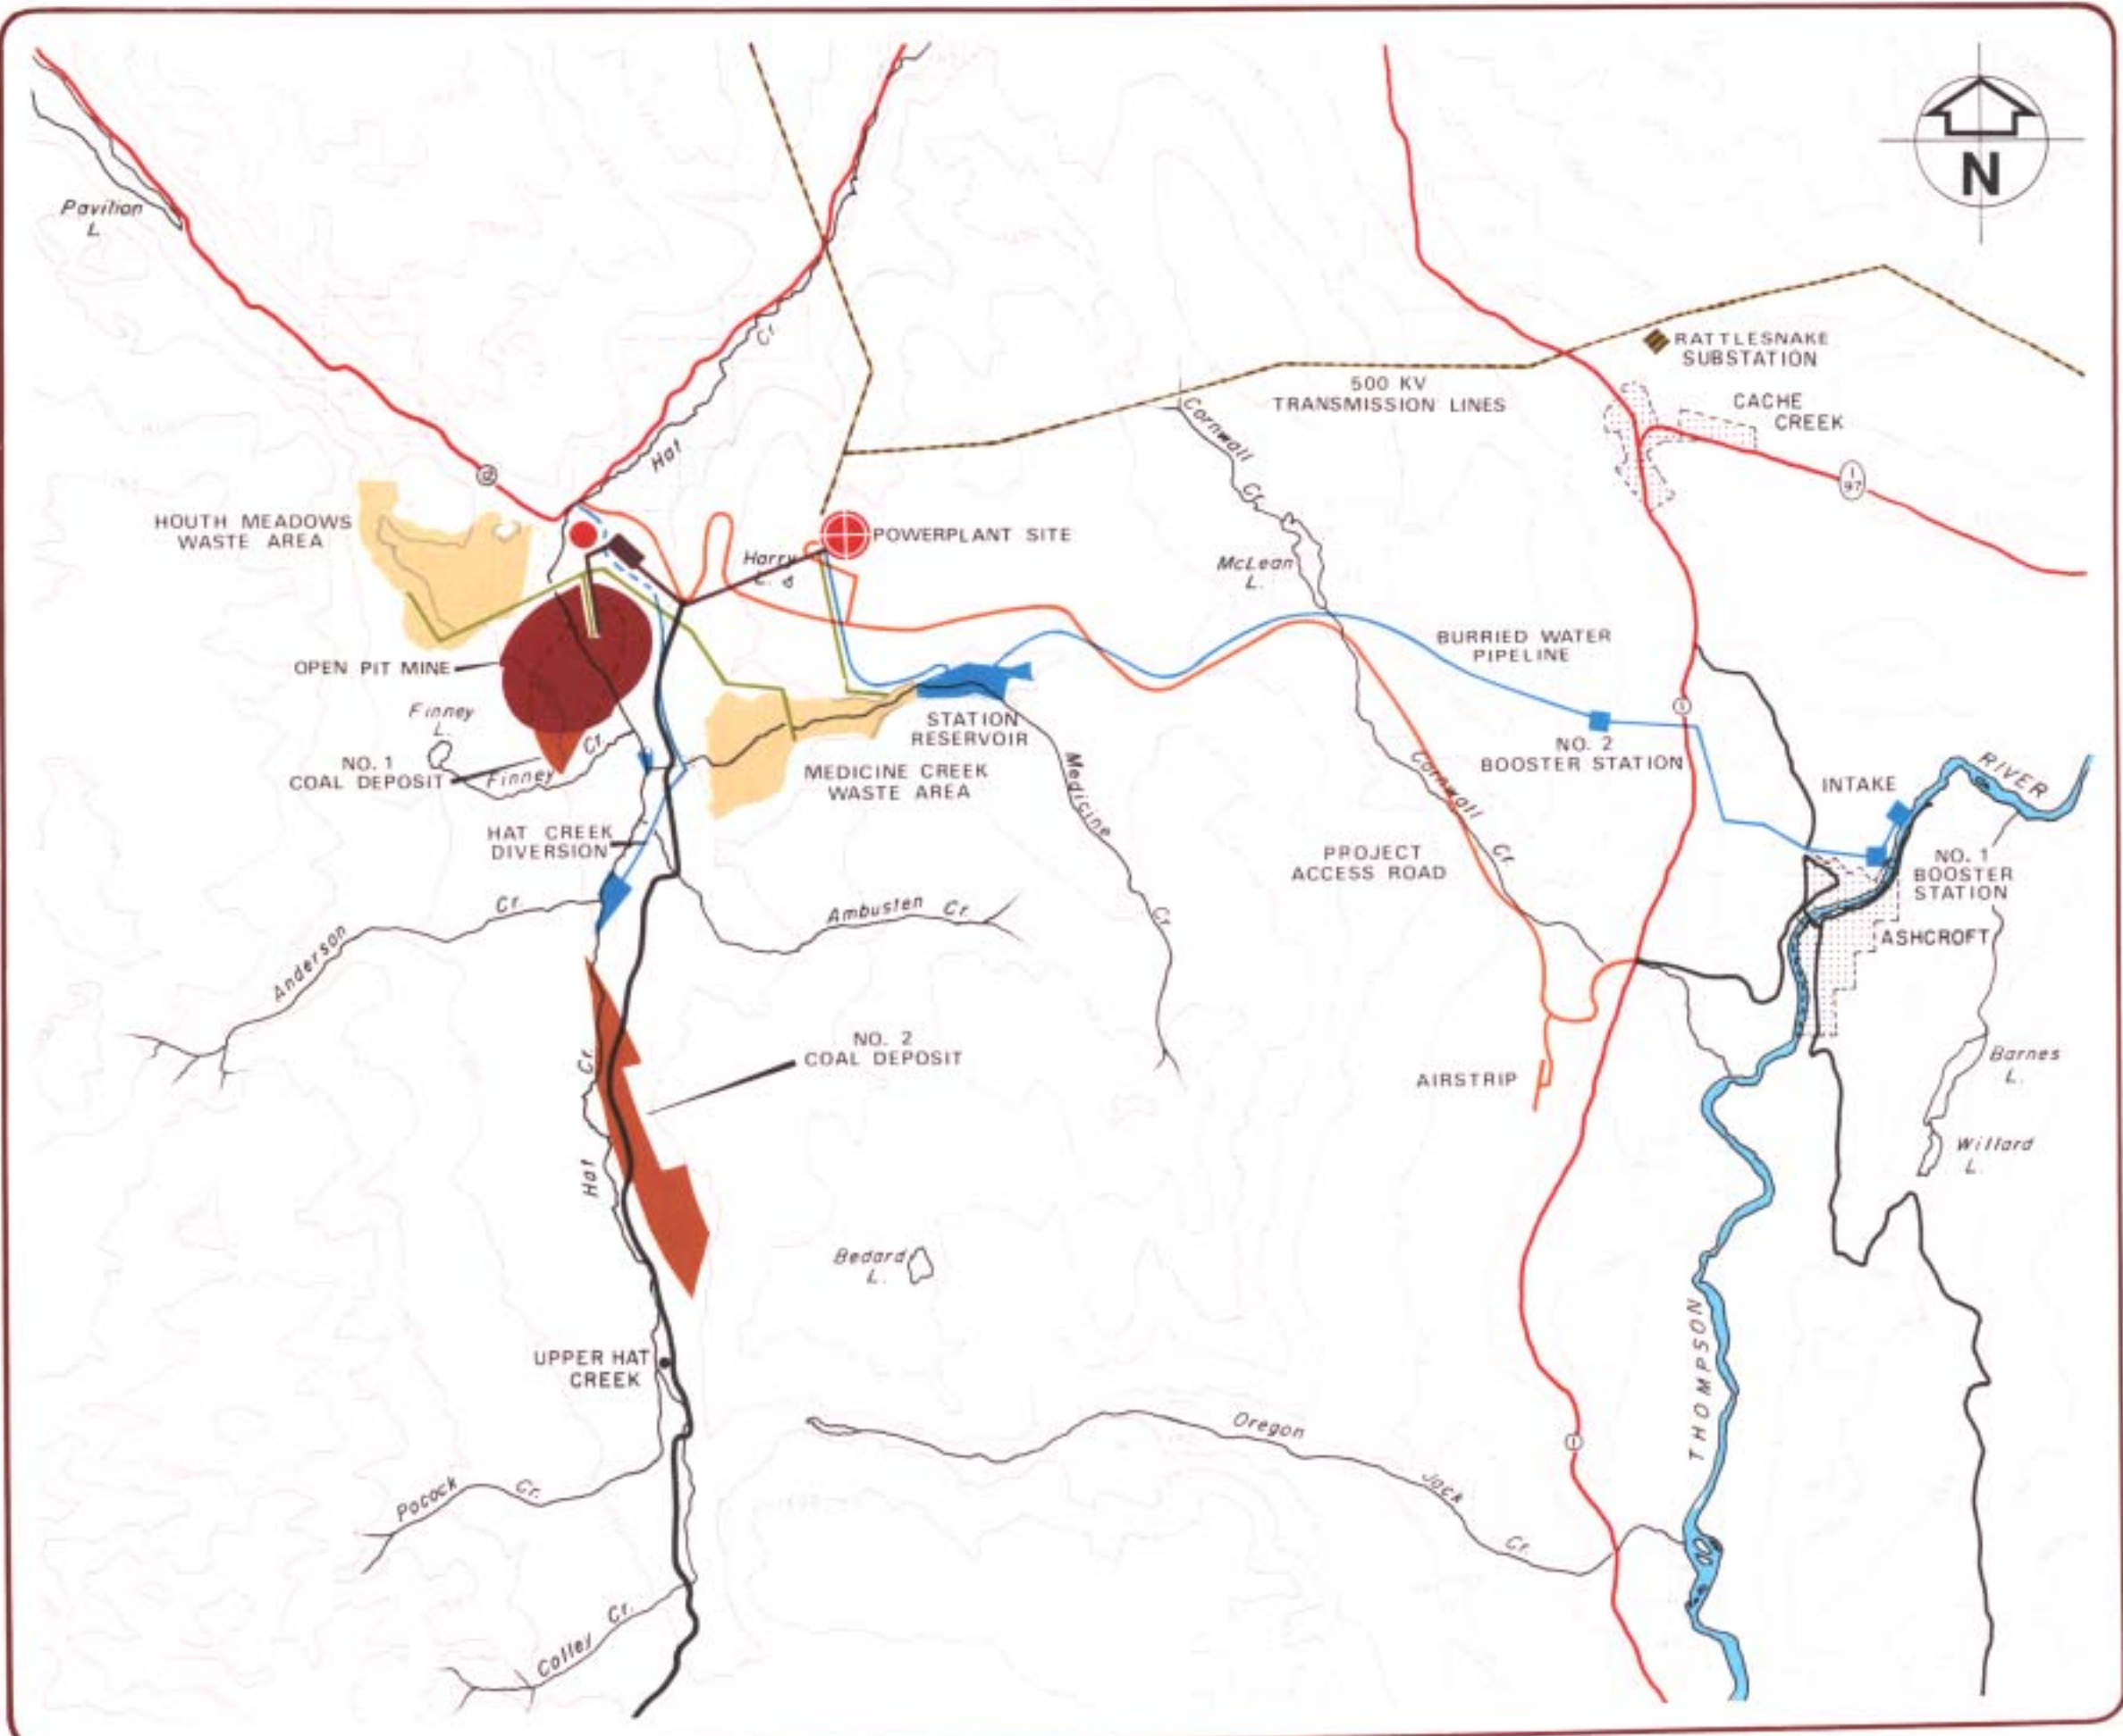 N
Pavilion
L.
Cr.
RATTLESNAKE
SUBSTATION
500 KV
TRANSMISSION LINES
CACHE
CREEK
Cornwall
Cr.
Hat
1
97
HOUTH MEADOWS
WASTE AREA
POWERPLANT SITE
Harry
L.
McLean
L.
BURRIED WATER
PIPELINE
OPEN PIT MINE
Finney
L.
1
STATION
RESERVOIR
NO. 1
COAL DEPOSIT
Finney
Cr.
NO. 2
BOOSTER STATION
MEDICINE CREEK
WASTE AREA
Medicine
Cr.
Cornwall
Cr.
INTAKE
RIVER
HAT CREEK
DIVERSION
PROJECT
ACCESS ROAD
NO. 1
BOOSTER
STATION
ASHCROFT
Anderson
Cr.
Ambusten Cr.
NO. 2
COAL DEPOSIT
Cr.
Hat
AIRSTRIP
Barnes
L.
Willard
L.
Bedard
L.
THOMPSON
UPPER HAT
CREEK
Oregon
Jack
Cr.
1
Pocock
Cr.
Colley
Cr.